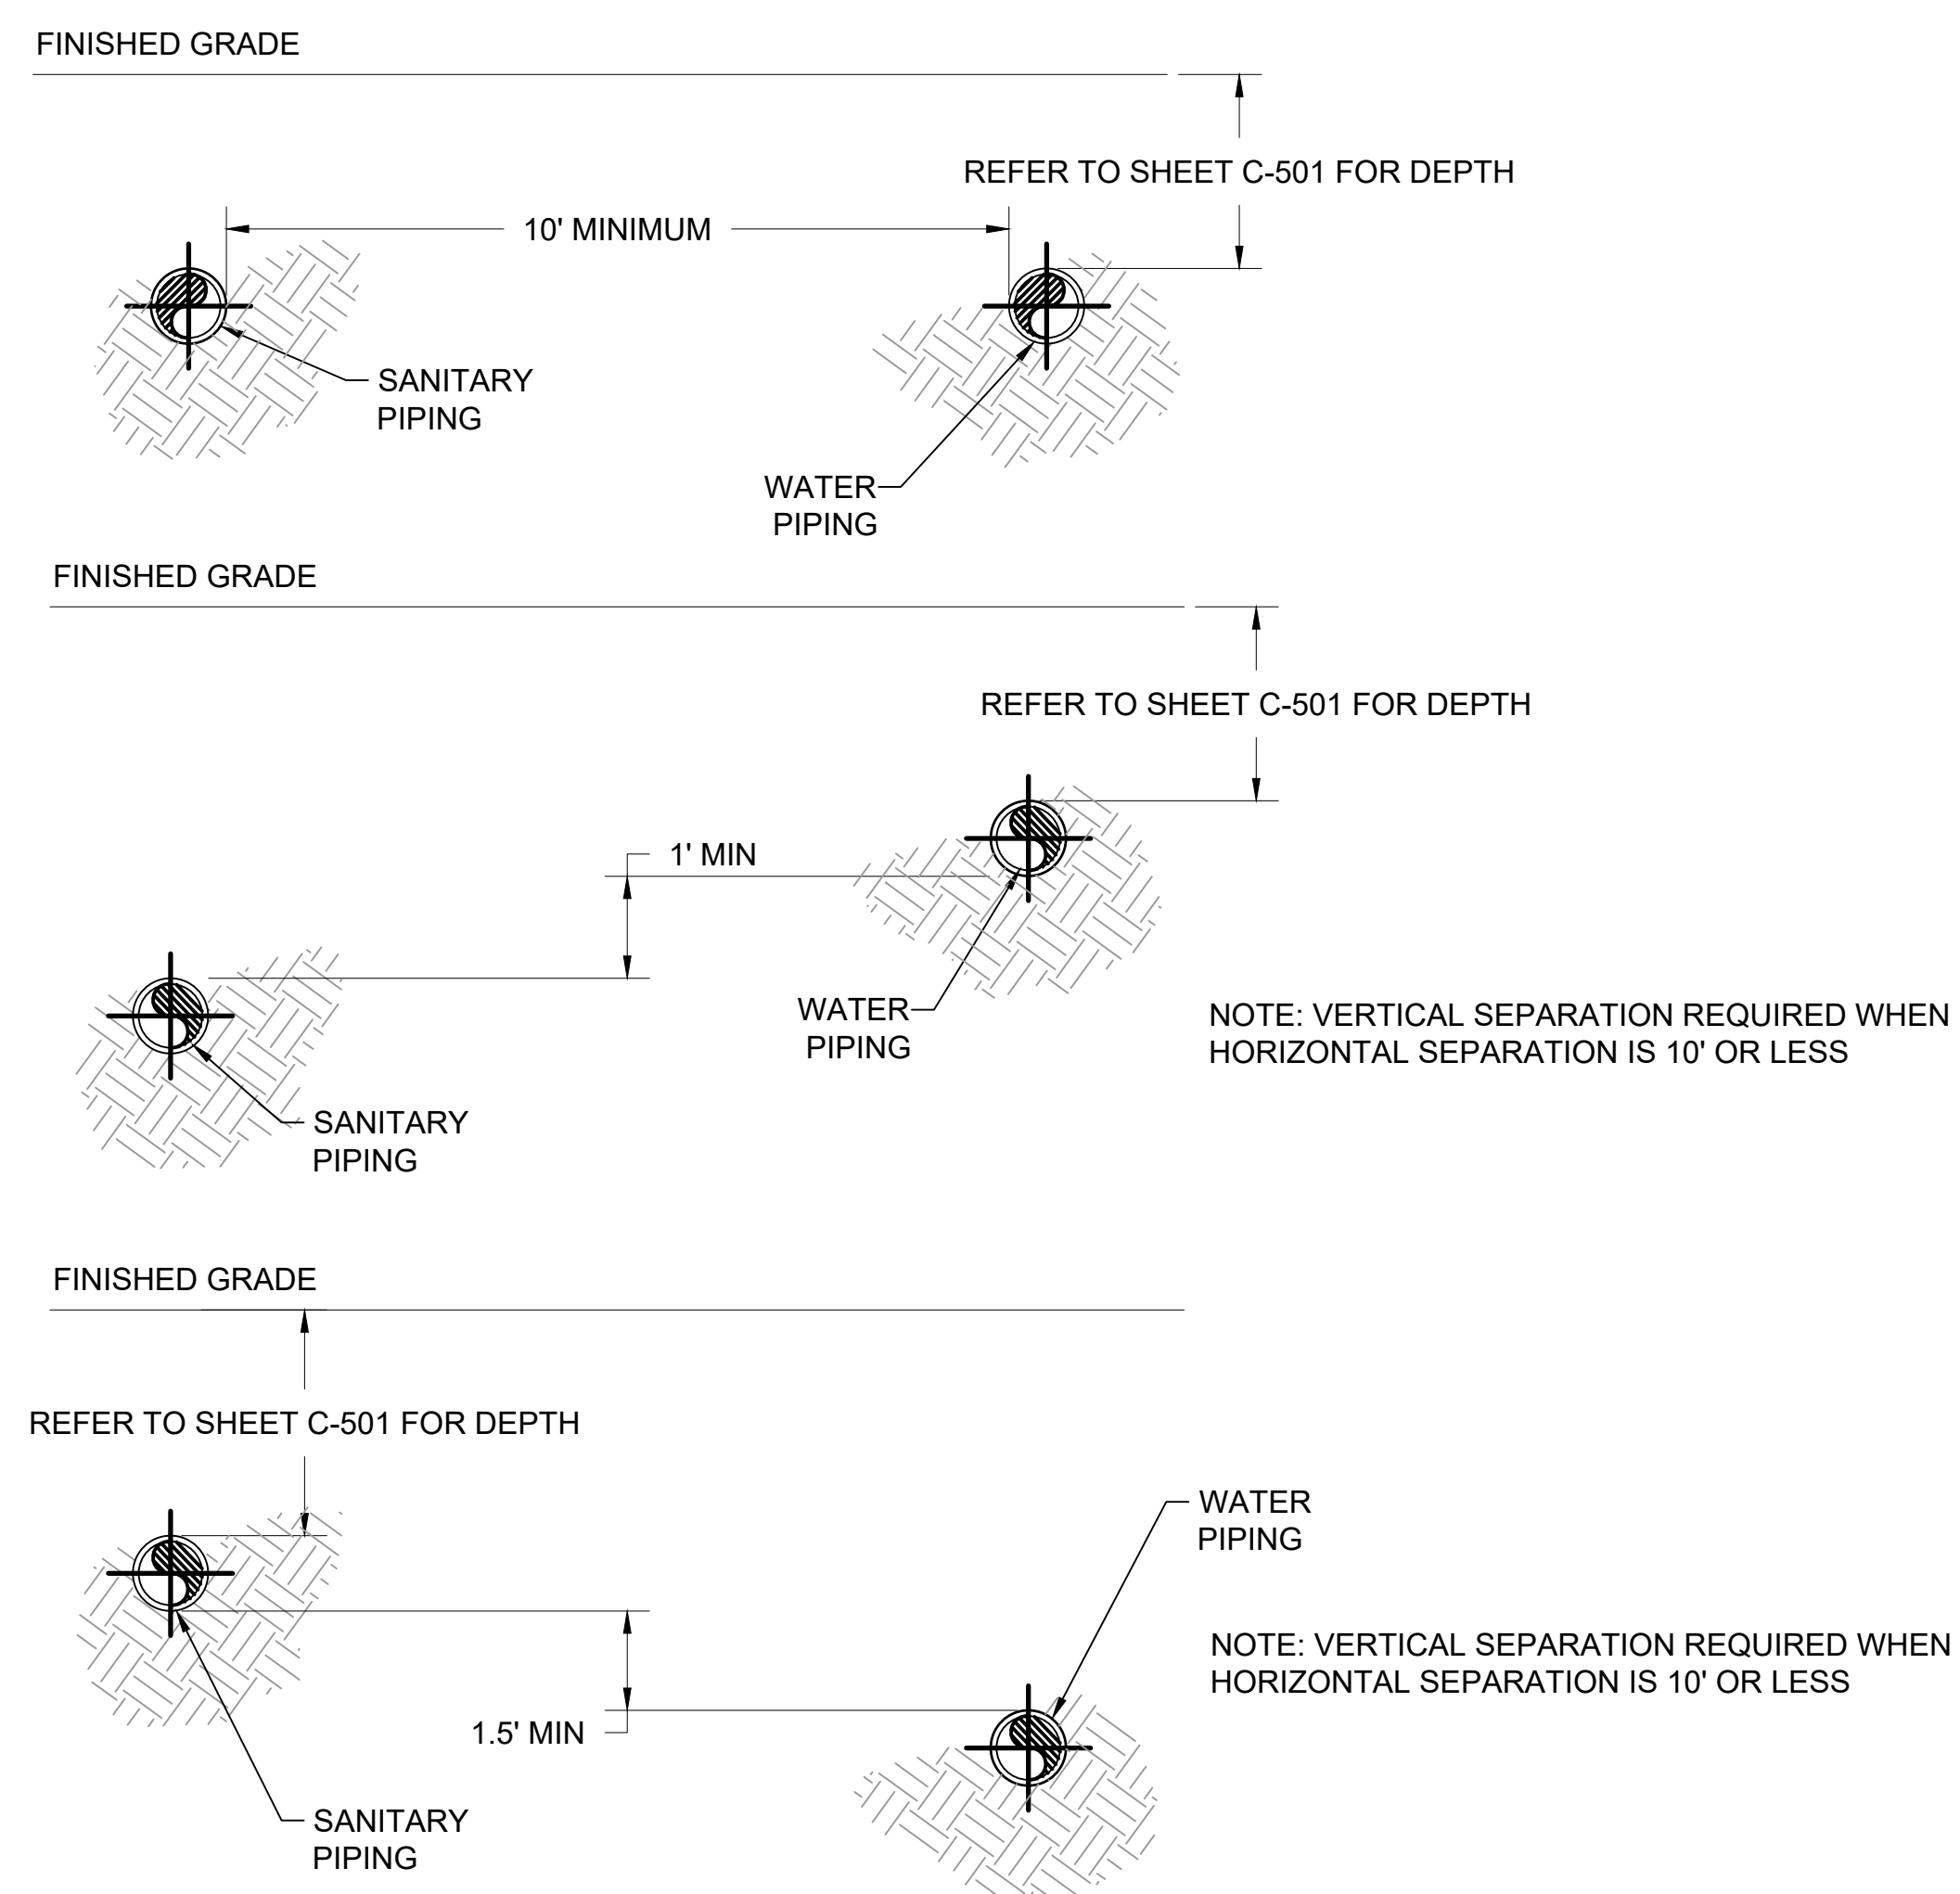 FINISHED GRADE
REFER TO SHEET C-501 FOR DEPTH
10' MINIMUM
SANITARY
PIPING
WATER
PIPING
FINISHED GRADE
REFER TO SHEET C-501 FOR DEPTH
1' MIN
WATER
PIPING
NOTE: VERTICAL SEPARATION REQUIRED WHEN
HORIZONTAL SEPARATION IS 10' OR LESS
SANITARY
PIPING
FINISHED GRADE
REFER TO SHEET C-501 FOR DEPTH
WATER
PIPING
NOTE: VERTICAL SEPARATION REQUIRED WHEN
HORIZONTAL SEPARATION IS 10' OR LESS
1.5' MIN
SANITARY
PIPING